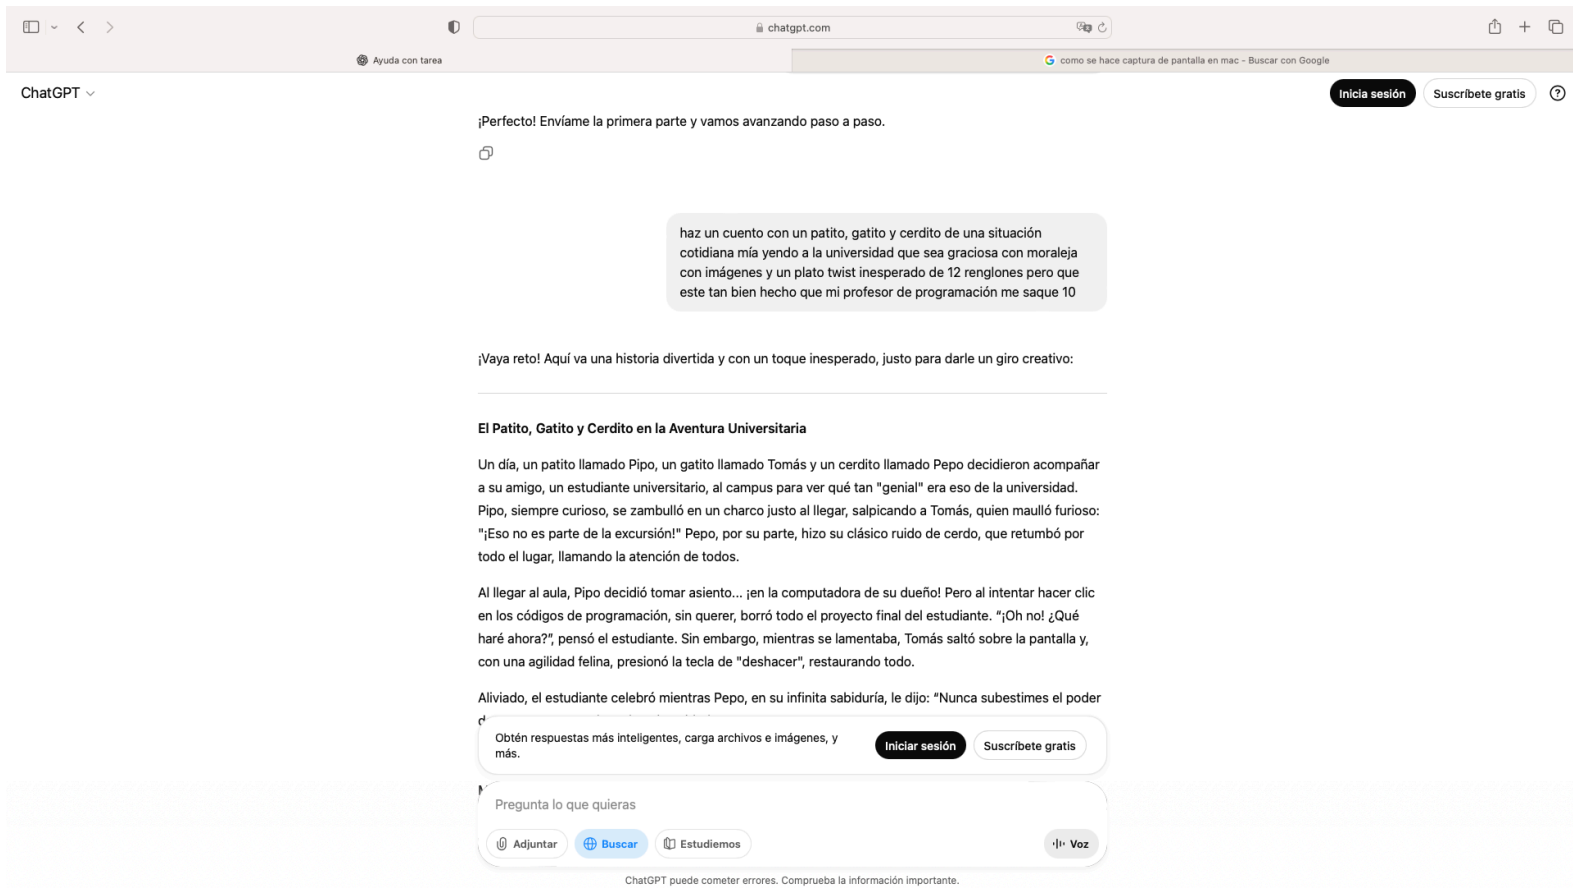 chatgpt.com
Ayuda con tarea
como se hace captura de pantalla en mac - Buscar con Google
ChatGPT
Inicia sesión
Suscríbete gratis
¡Perfecto! Envíame la primera parte y vamos avanzando paso a paso.
haz un cuento con un patito, gatito y cerdito de una situación
cotidiana mía yendo a la universidad que sea graciosa con moraleja
con imágenes y un plato twist inesperado de 12 renglones pero que
este tan bien hecho que mi profesor de programación me saque 10
¡Vaya reto! Aquí va una historia divertida y con un toque inesperado, justo para darle un giro creativo:
El Patito, Gatito y Cerdito en la Aventura Universitaria
Un día, un patito llamado Pipo, un gatito llamado Tomás y un cerdito llamado Pepo decidieron acompañar
a su amigo, un estudiante universitario, al campus para ver qué tan "genial" era eso de la universidad.
Pipo, siempre curioso, se zambulló en un charco justo al llegar, salpicando a Tomás, quien maulló furioso:
"¡Eso no es parte de la excursión!" Pepo, por su parte, hizo su clásico ruido de cerdo, que retumbó por
todo el lugar, llamando la atención de todos.
Al llegar al aula, Pipo decidió tomar asiento... ¡en la computadora de su dueño! Pero al intentar hacer clic
en los códigos de programación, sin querer, borró todo el proyecto final del estudiante. “¡Oh no! ¿Qué
haré ahora?”, pensó el estudiante. Sin embargo, mientras se lamentaba, Tomás saltó sobre la pantalla y,
con una agilidad felina, presionó la tecla de "deshacer", restaurando todo.
Aliviado, el estudiante celebró mientras Pepo, en su infinita sabiduría, le dijo: “Nunca subestimes el poder
Obtén respuestas más inteligentes, carga archivos e imágenes, y
más.
Iniciar sesión
Suscríbete gratis
Pregunta lo que quieras
Adjuntar
Buscar
Estudiemos
Voz
ChatGPT puede cometer errores. Comprueba la información importante.